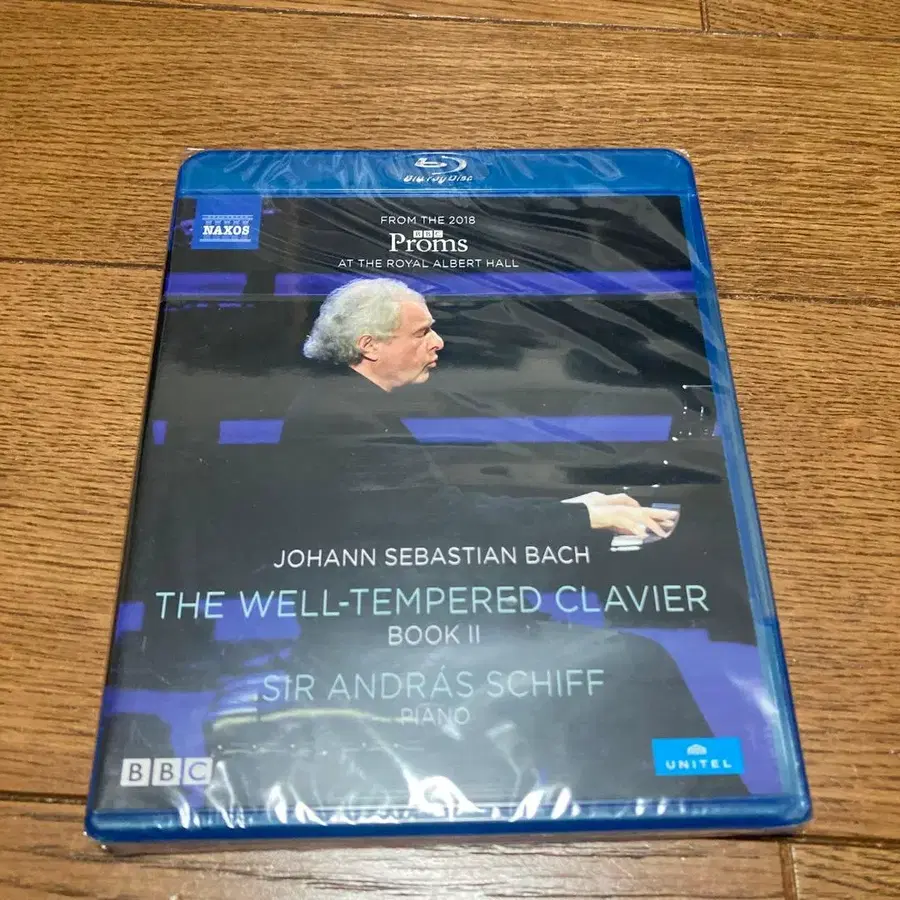 Blu-ray Disc
NAXOS
FROM THE 2018
BBC
Proms
AT THE ROYAL ALBERT HALL
JOHANN SEBASTIAN BACH
THE WELL-TEMPERED CLAVIER
BOOK II
SIR ANDRÁS SCHIFF
PIANO
BBC
UNITEL